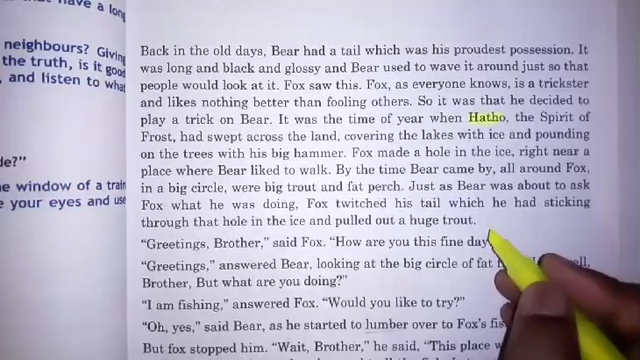 have a long
neighbours? Giving
the truth, is it good
, and listen to what
de?"
e window of a train
e your eyes and use
Back in the old days, Bear had a tail which was his proudest possession. It
was long and black and glossy and Bear used to wave it around just so that
people would look at it. Fox saw this. Fox, as everyone knows, is a trickster
and likes nothing better than fooling others. So it was that he decided to
play a trick on Bear. It was the time of year when Hatho, the Spirit of
Frost, had swept across the land, covering the lakes with ice and pounding
on the trees with his big hammer. Fox made a hole in the ice, right near a
place where Bear liked to walk. By the time Bear came by, all around Fox,
in a big circle, were big trout and fat perch. Just as Bear was about to ask
Fox what he was doing, Fox twitched his tail which he had sticking
through that hole in the ice and pulled out a huge trout.
"Greetings, Brother," said Fox. "How are you this fine day
"Greetings," answered Bear, looking at the big circle of fat
Brother, But what are you doing?"
"I am fishing," answered Fox. "Would you like to try?"
"Oh, yes," said Bear, as he started to lumber over to Fox's
But fox stopped him. "Wait, Brother," he said, "This place